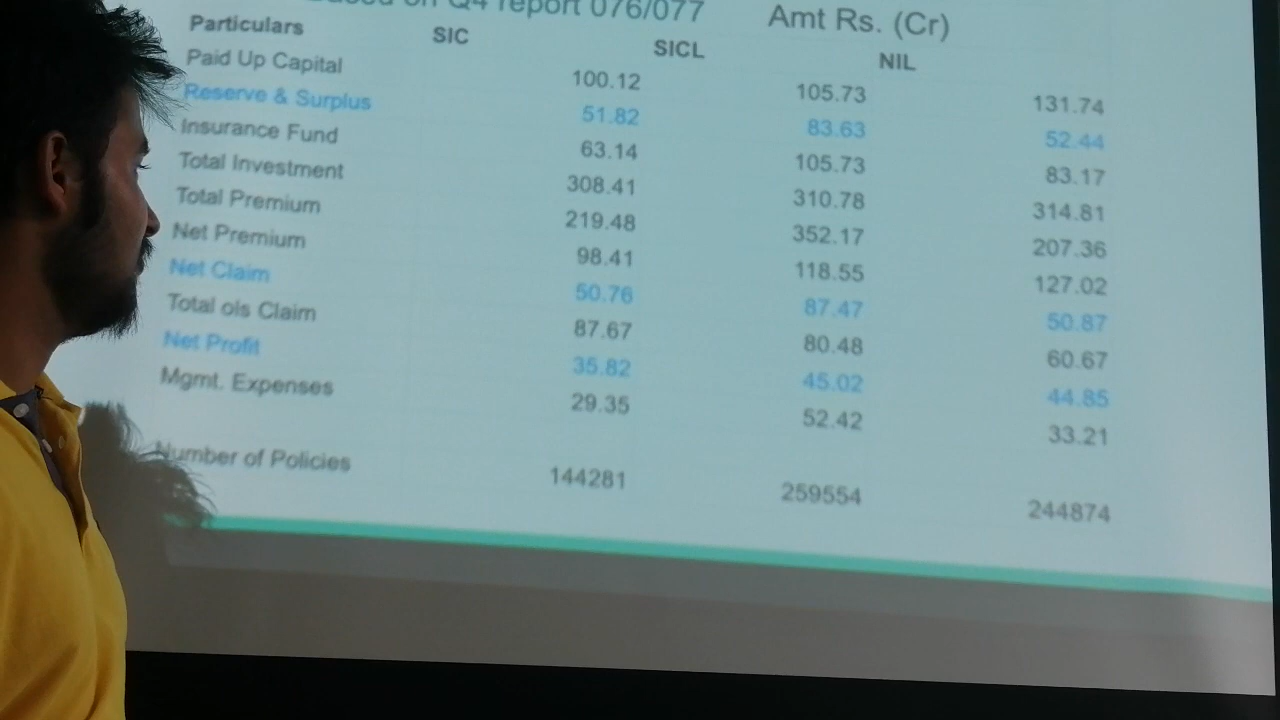 on Q4 report 076/077 Amt Rs. (Cr)
Particulars SIC SICL NIL
Paid Up Capital 100.12 105.73 131.74
Reserve & Surplus 51.82 83.63 52.44
Insurance Fund 63.14 105.73 83.17
Total Investment 308.41 310.78 314.81
Total Premium 219.48 352.17 207.36
Net Premium 98.41 118.55 127.02
Net Claim 50.76 87.47 50.87
Total ols Claim 87.67 80.48 60.67
Net Profit 35.82 45.02 44.85
Mgmt. Expenses 29.35 52.42 33.21
Number of Policies 144281 259554 244874